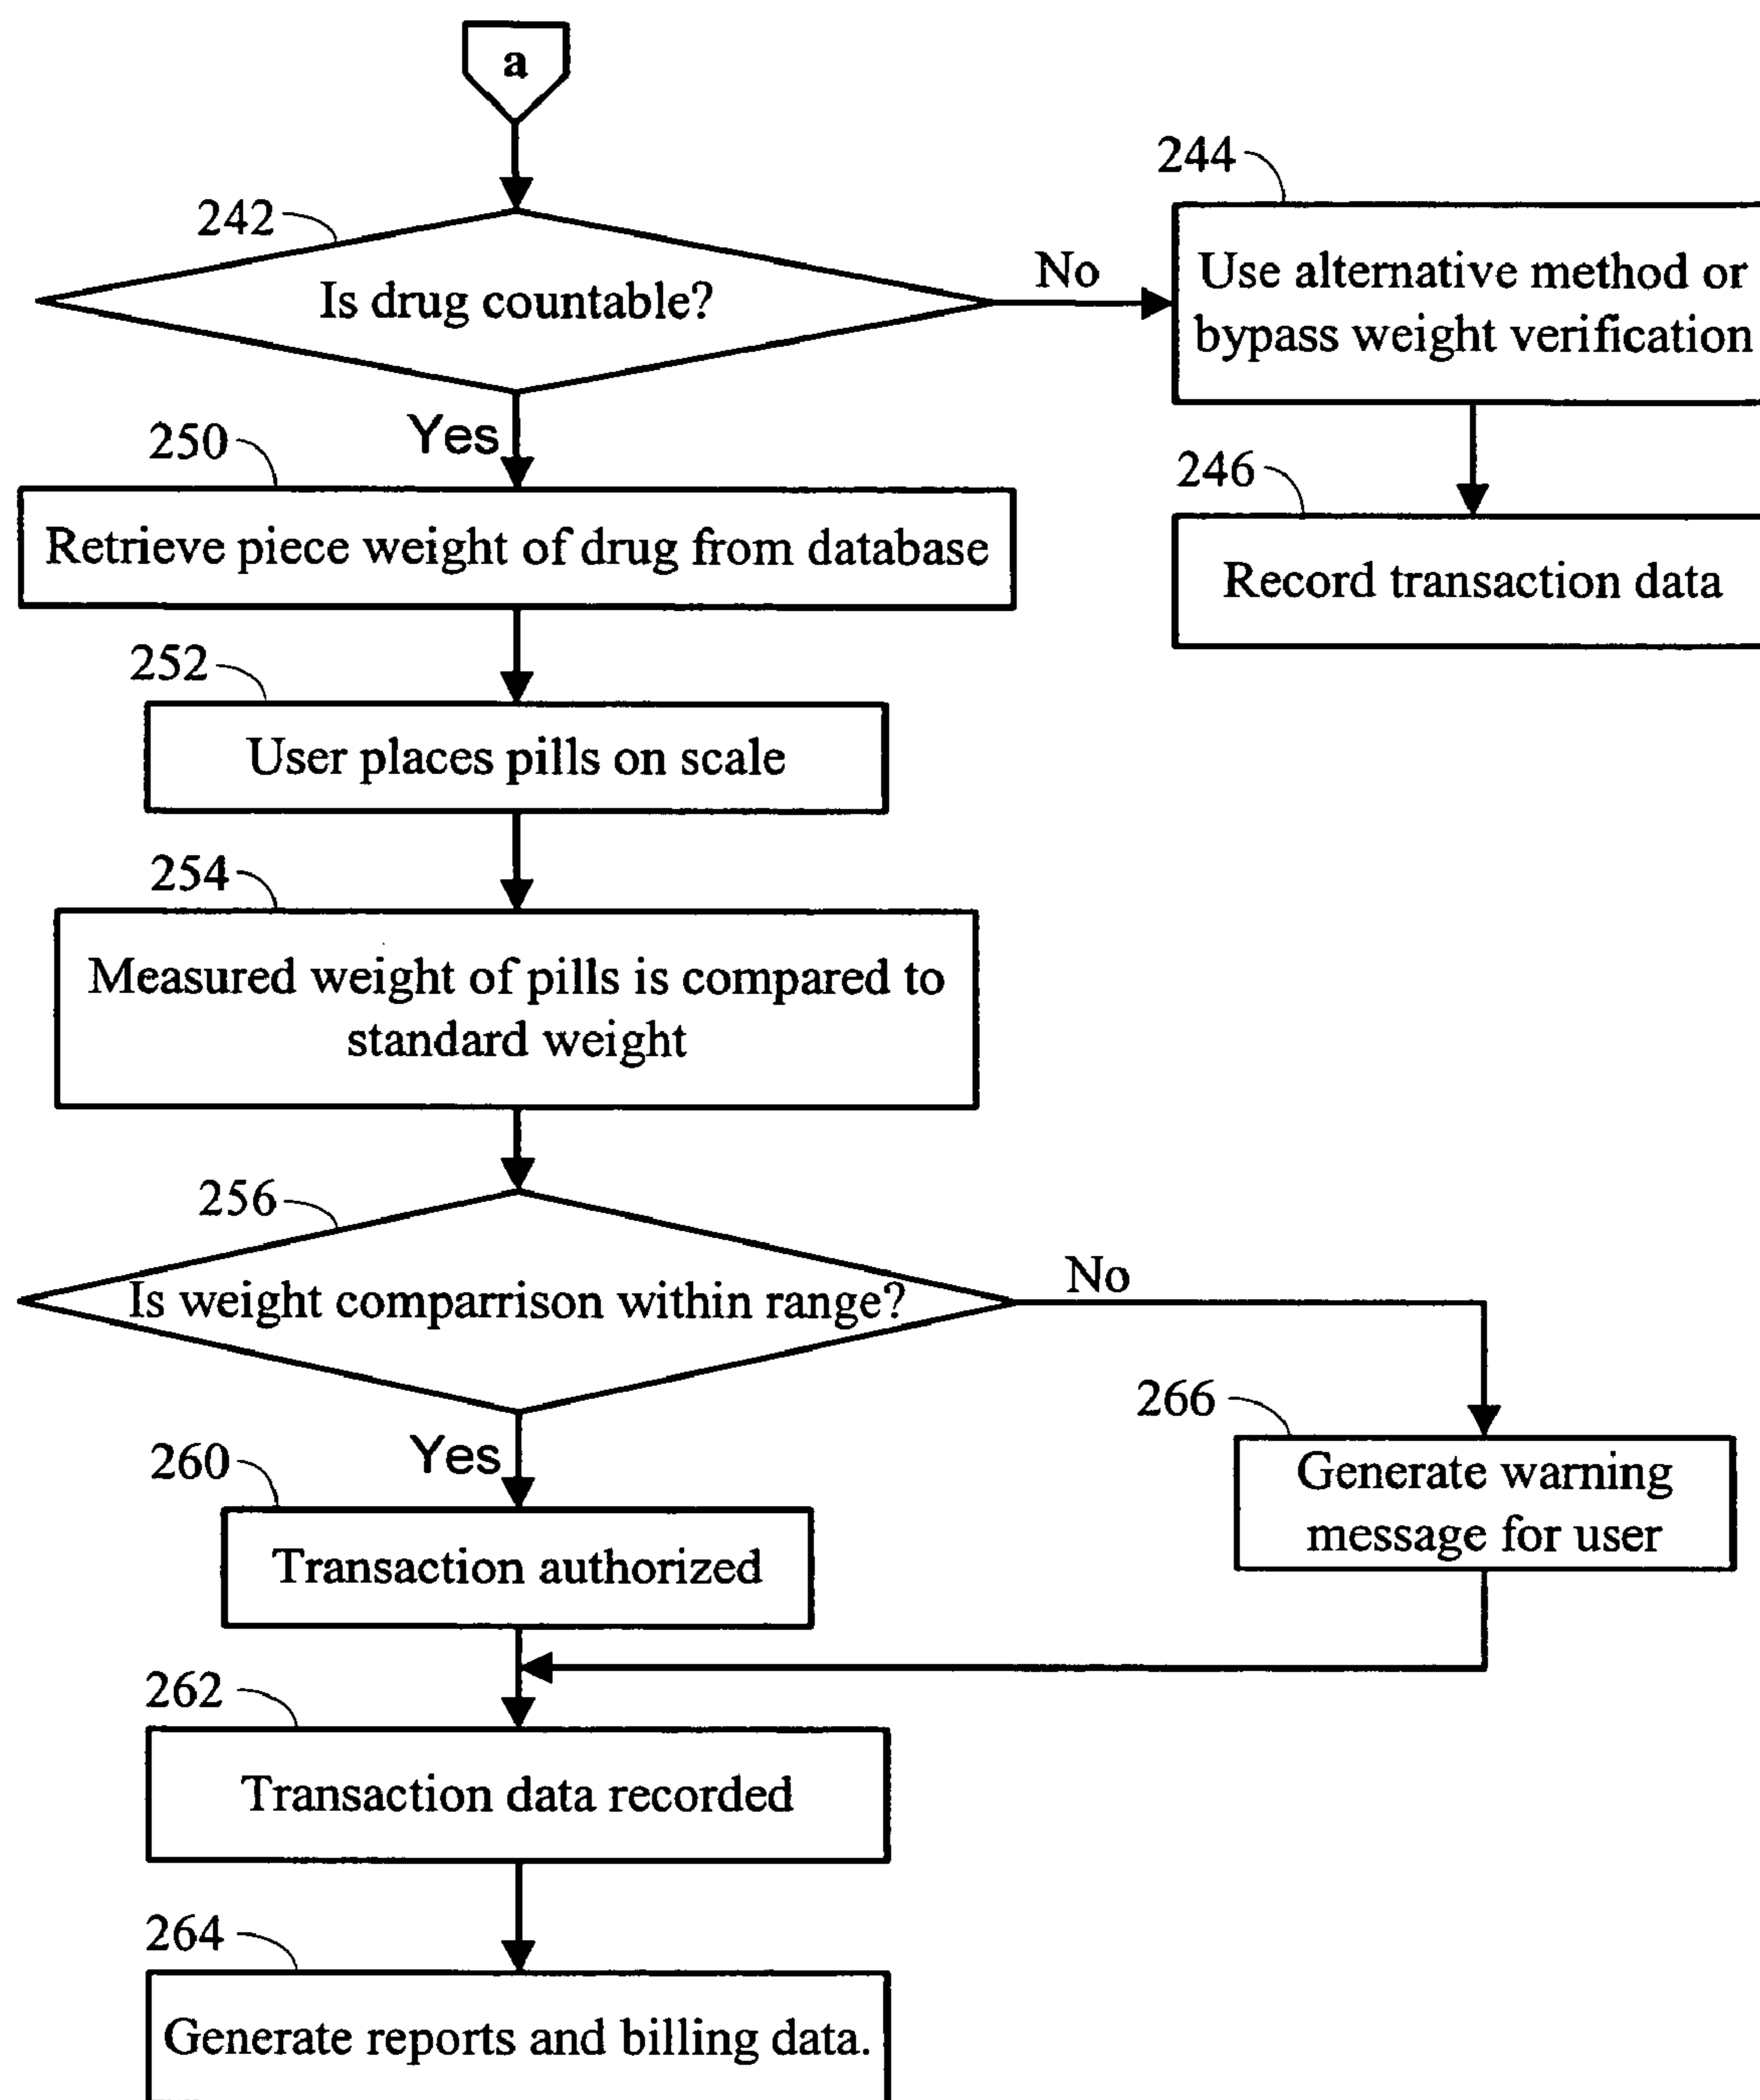 a
242
Is drug countable?
No
244
Use alternative method or
bypass weight verification
Yes
246
Record transaction data
250
Retrieve piece weight of drug from database
252
User places pills on scale
254
Measured weight of pills is compared to
standard weight
256
Is weight comparrison within range?
No
266
Generate warning
message for user
Yes
260
Transaction authorized
262
Transaction data recorded
264
Generate reports and billing data.